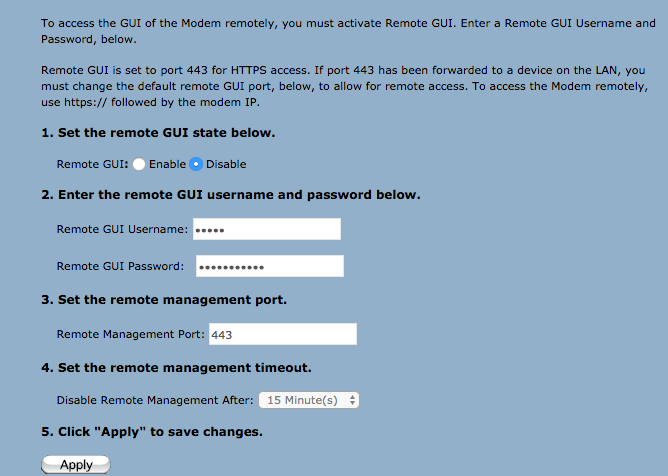 To access the GUI of the Modem remotely, you must activate Remote GUI. Enter a Remote GUI Username and
Password, below.
Remote GUI is set to port 443 for HTTPS access. If port 443 has been forwarded to a device on the LAN, you
must change the default remote GUI port, below, to allow for remote access. To access the Modem remotely,
use https:// followed by the modem IP.
1. Set the remote GUI state below.
Remote GUI: Enable Disable
2. Enter the remote GUI username and password below.
Remote GUI Username: •••••
Remote GUI Password: •••••••••••
3. Set the remote management port.
Remote Management Port: 443
4. Set the remote management timeout.
Disable Remote Management After: 15 Minute(s)
5. Click "Apply" to save changes.
Apply